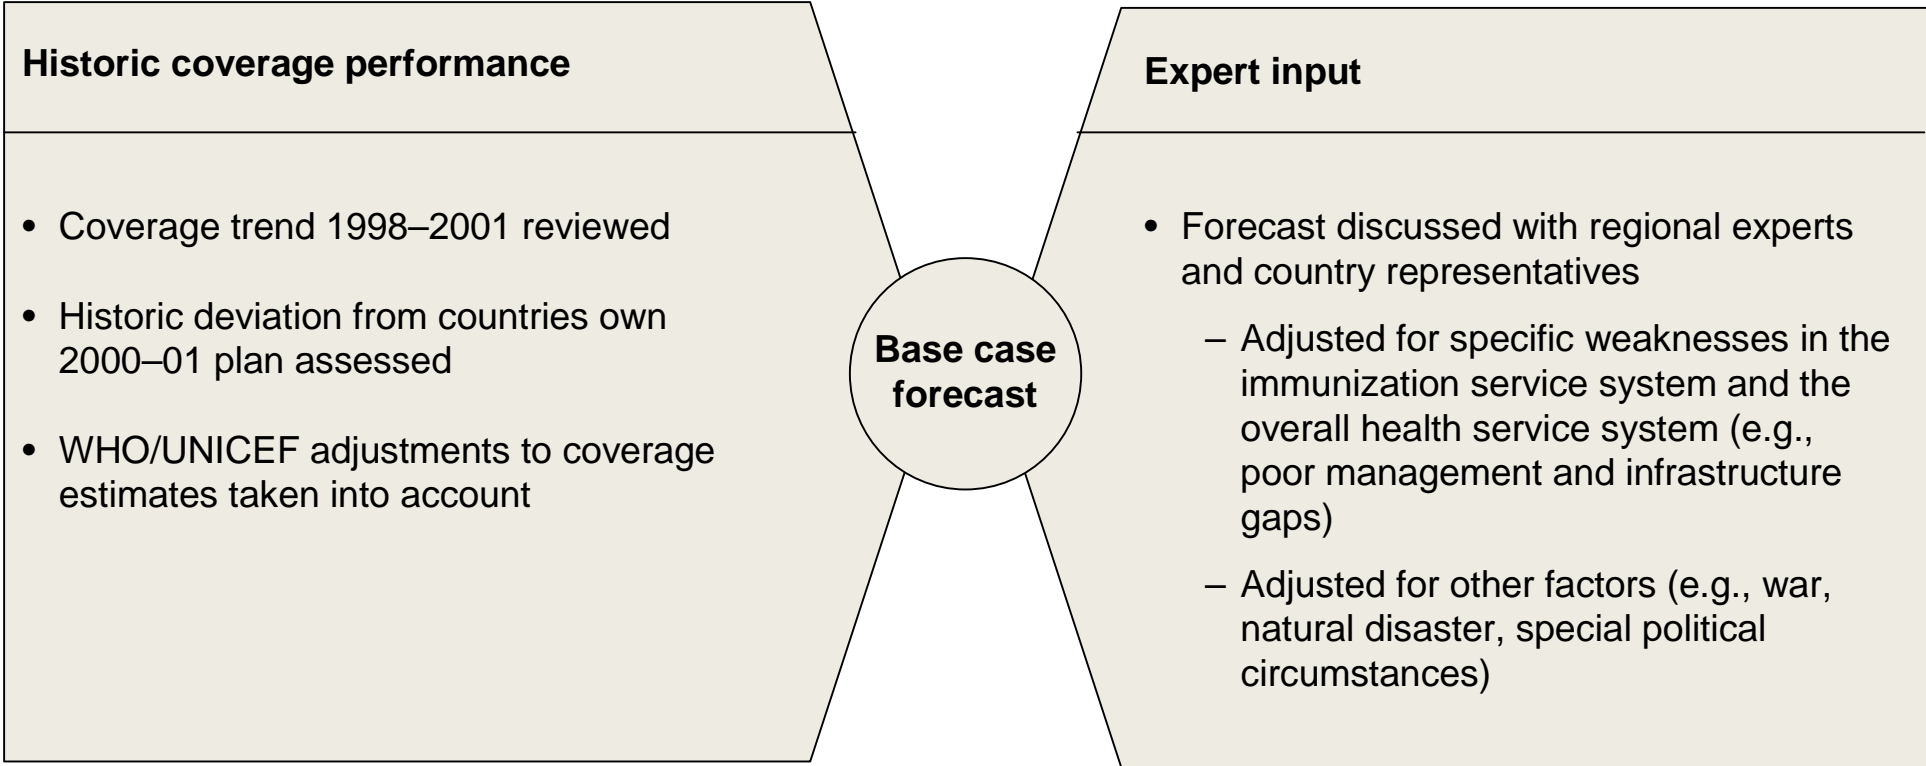 Historic coverage performance
• Coverage trend 1998–2001 reviewed
• Historic deviation from countries own
2000–01 plan assessed
• WHO/UNICEF adjustments to coverage
estimates taken into account
Base case
forecast
Expert input
• Forecast discussed with regional experts
and country representatives
– Adjusted for specific weaknesses in the
immunization service system and the
overall health service system (e.g.,
poor management and infrastructure
gaps)
– Adjusted for other factors (e.g., war,
natural disaster, special political
circumstances)